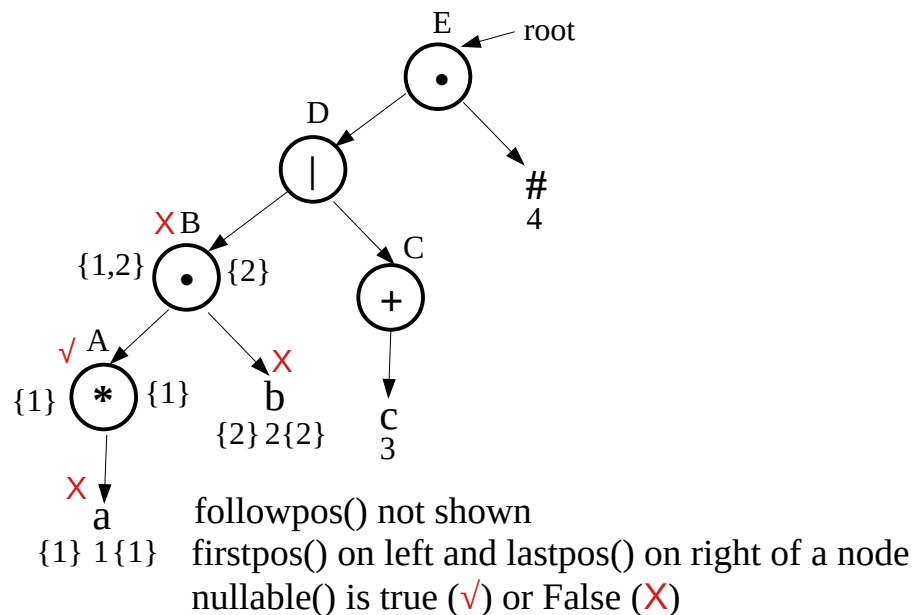 E
root
•
D
|
#
4
X B
{1,2} • {2}
C
+
√ A
{1} * {1}
X
b
{2} 2{2}
c
3
X
a
{1} 1{1}
followpos() not shown
firstpos() on left and lastpos() on right of a node
nullable() is true (√) or False (X)